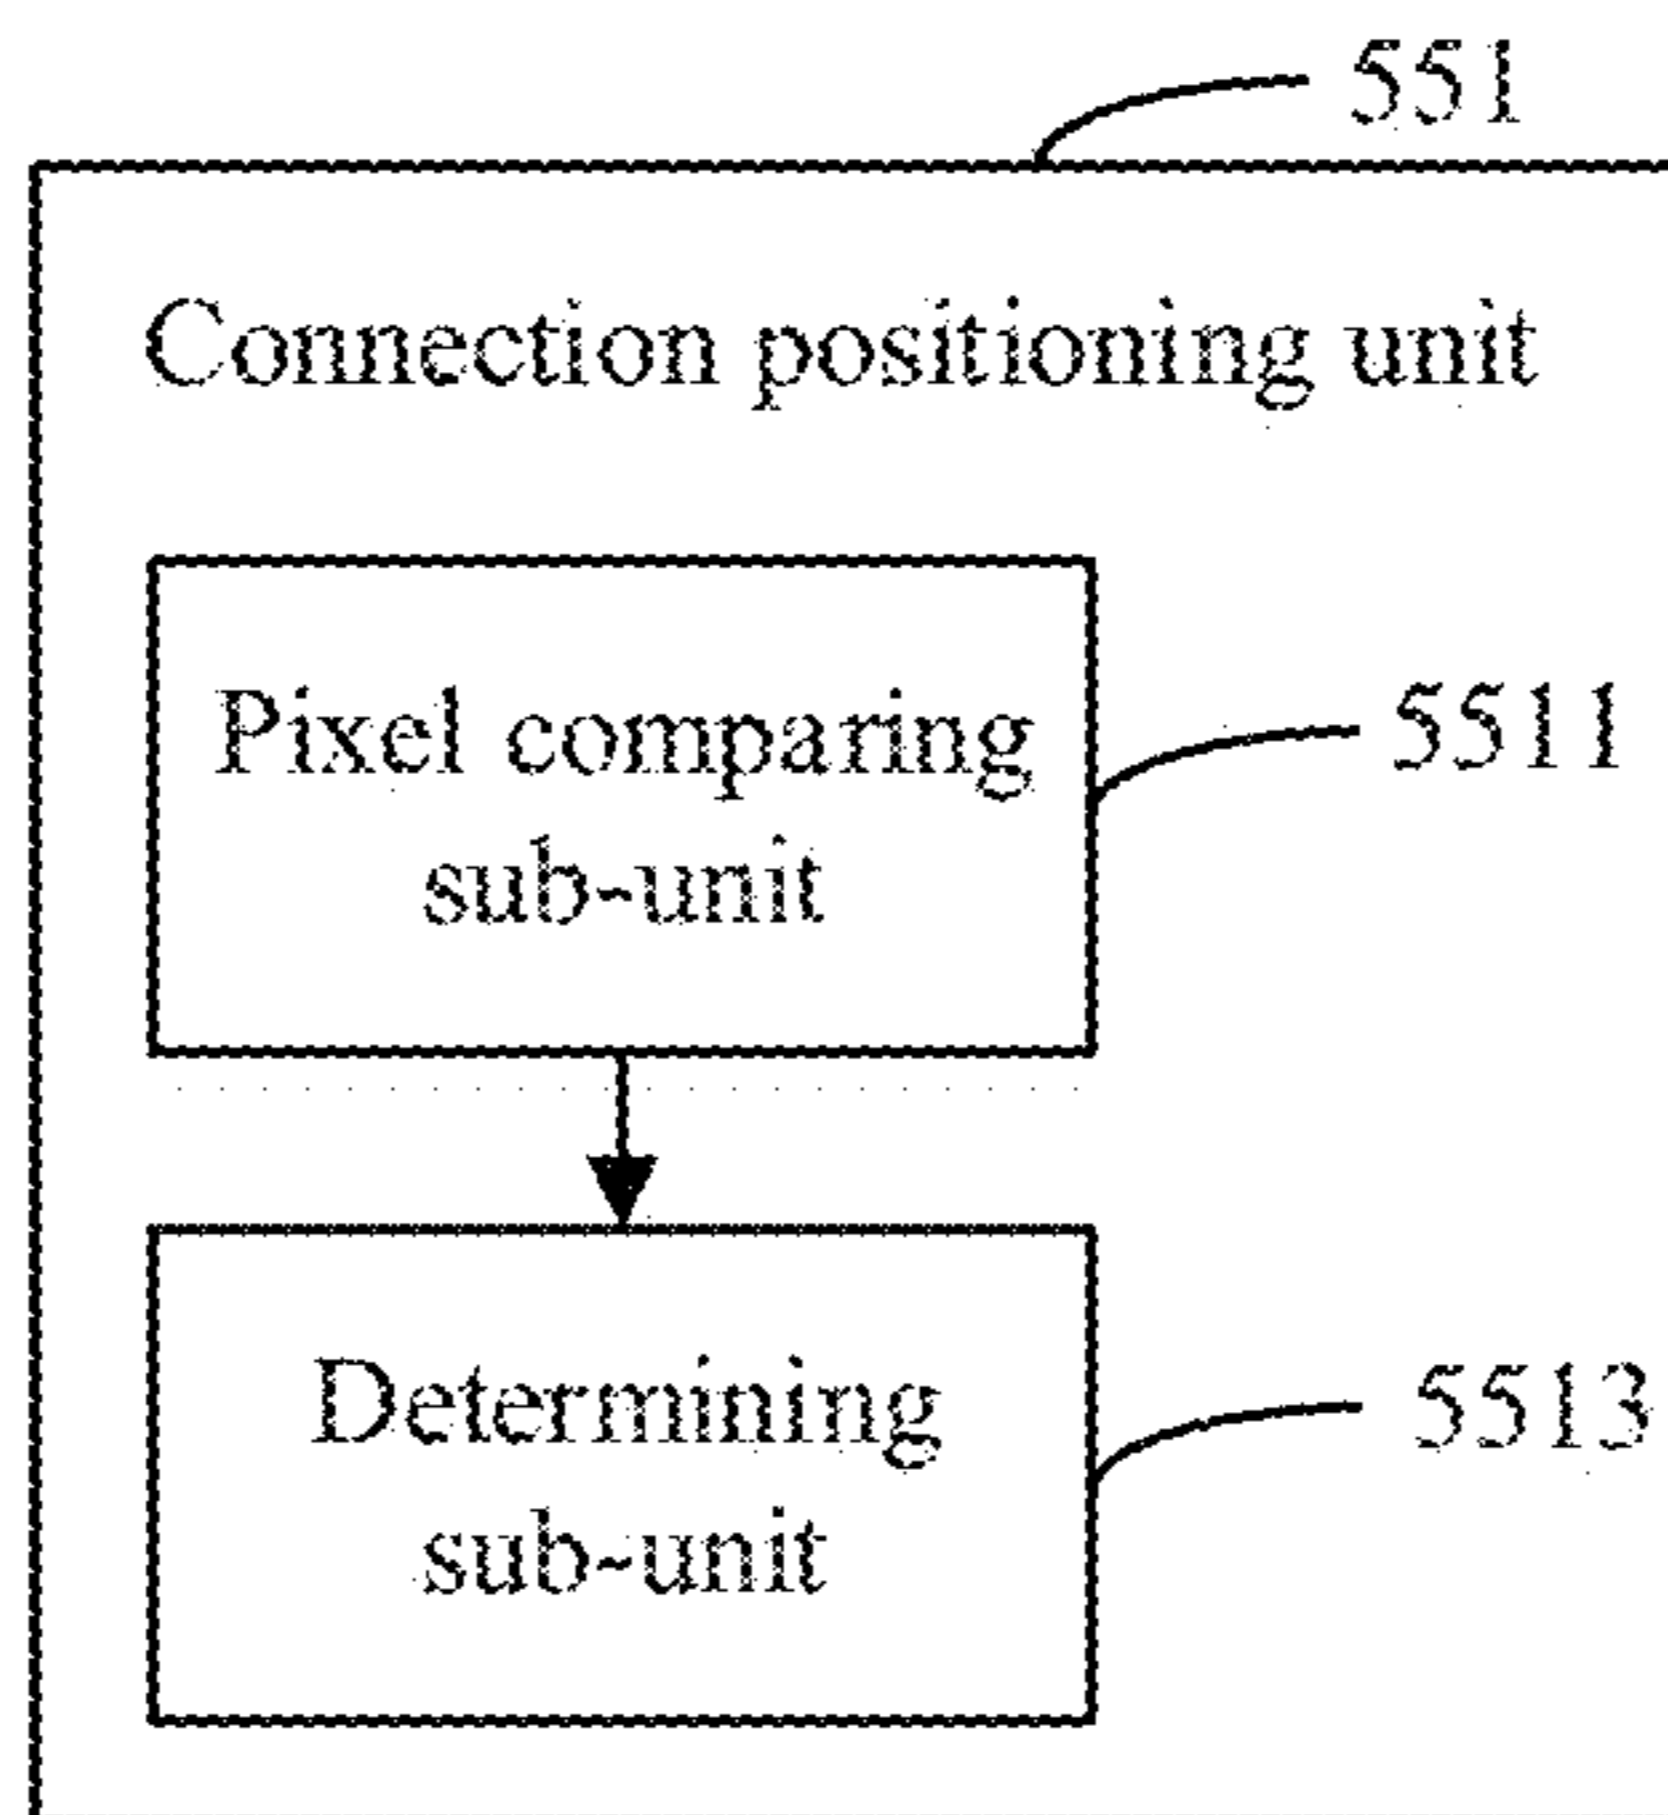 551
Connection positioning unit
Pixel comparing
sub-unit
5511
Determining
sub-unit
5513